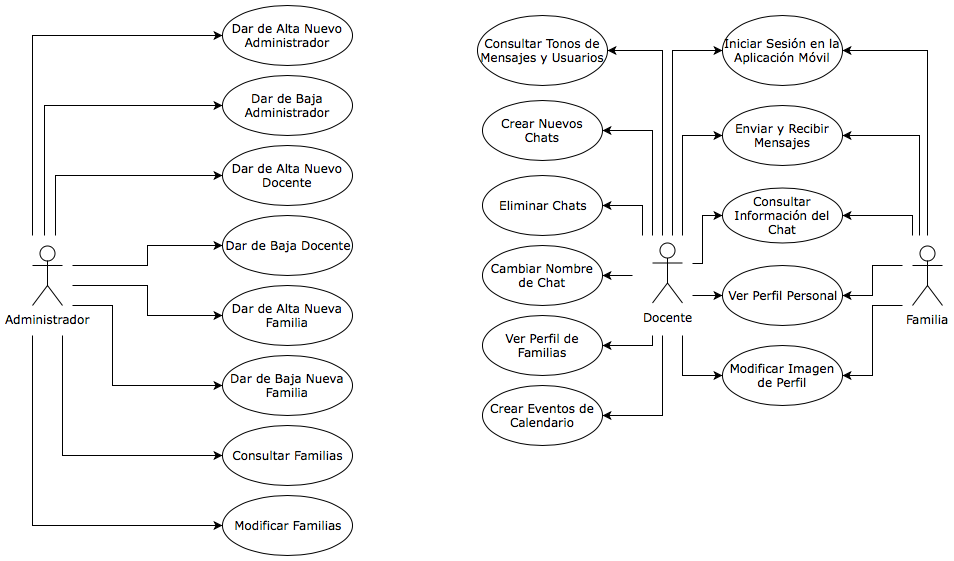 Dar de Alta Nuevo
Administrador
Dar de Baja
Administrador
Dar de Alta Nuevo
Docente
Dar de Baja Docente
Administrador
Dar de Alta Nueva
Familia
Dar de Baja Nueva
Familia
Consultar Familias
Modificar Familias
Consultar Tonos de
Mensajes y Usuarios
Crear Nuevos
Chats
Eliminar Chats
Cambiar Nombre
de Chat
Ver Perfil de
Familias
Crear Eventos de
Calendario
Docente
Iniciar Sesión en la
Aplicación Móvil
Enviar y Recibir
Mensajes
Consultar
Información del
Chat
Ver Perfil Personal
Modificar Imagen
de Perfil
Familia